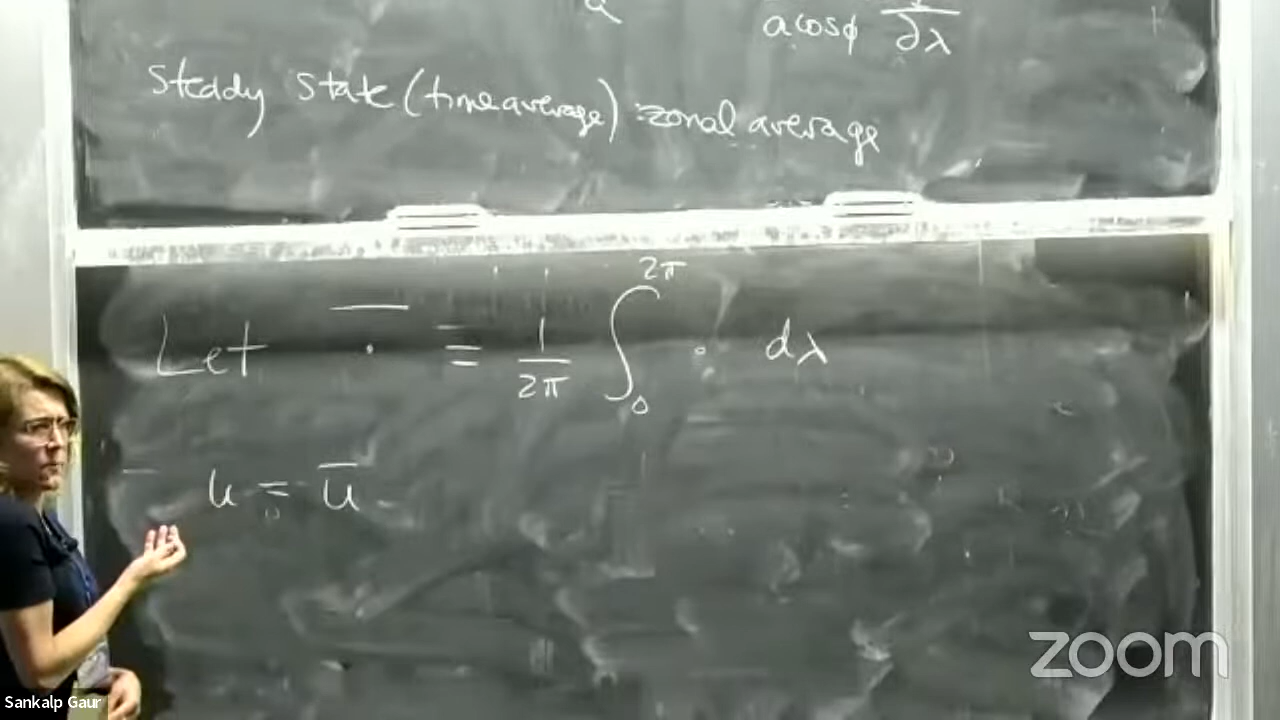 a cosφ ∂λ
Steady state (time average) : zonal average
Let ‾·‾ ≡ 1/2π ∫₀^2π · dλ
u = ū
zoom
Sankalp Gaur